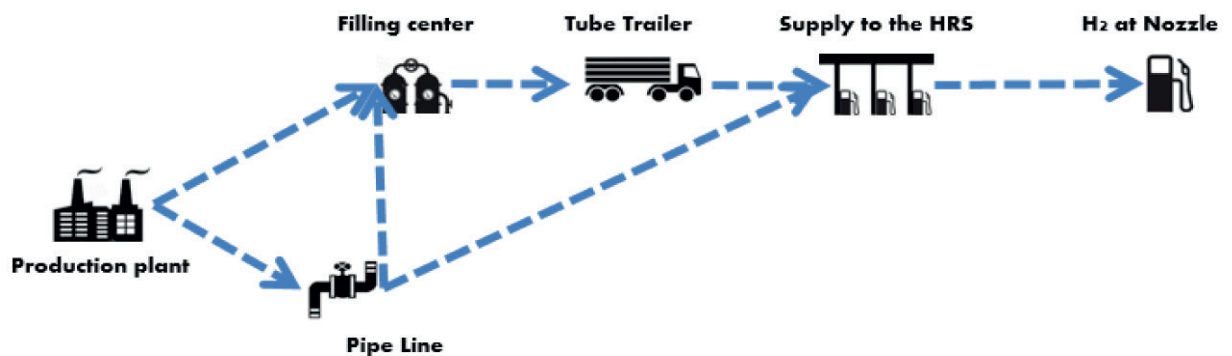 Filling center
Tube Trailer
Supply to the HRS
H₂ at Nozzle
Production plant
Pipe Line